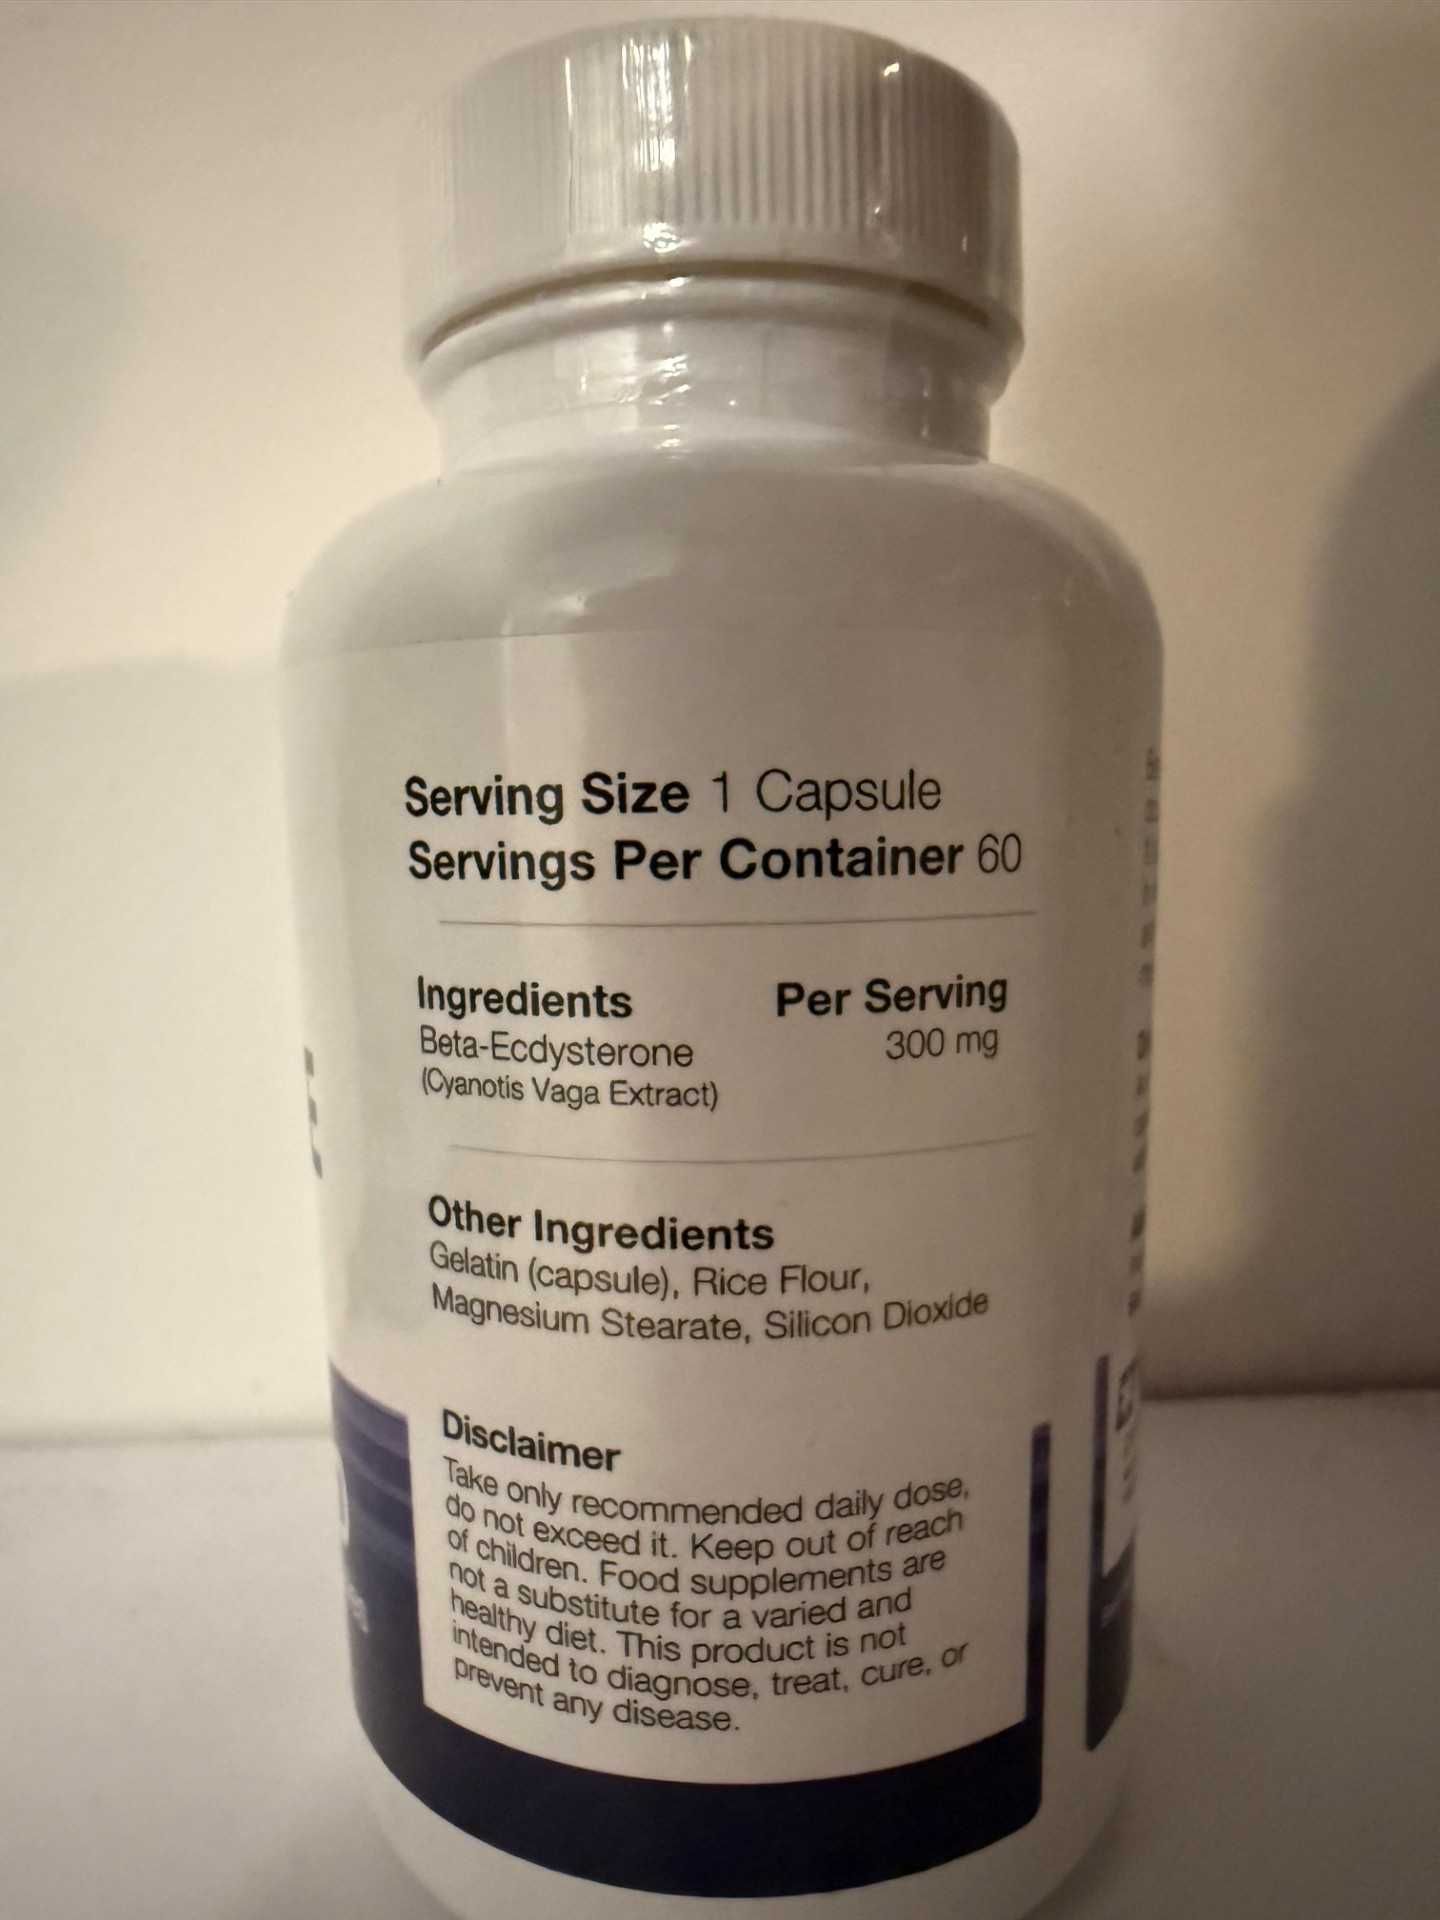 Serving Size 1 Capsule
Servings Per Container 60
Ingredients Per Serving
Beta-Ecdysterone 300 mg
(Cyanotis Vaga Extract)
Other Ingredients
Gelatin (capsule), Rice Flour,
Magnesium Stearate, Silicon Dioxide
Disclaimer
Take only recommended daily dose,
do not exceed it. Keep out of reach
of children. Food supplements are
not a substitute for a varied and
healthy diet. This product is not
intended to diagnose, treat, cure, or
prevent any disease.